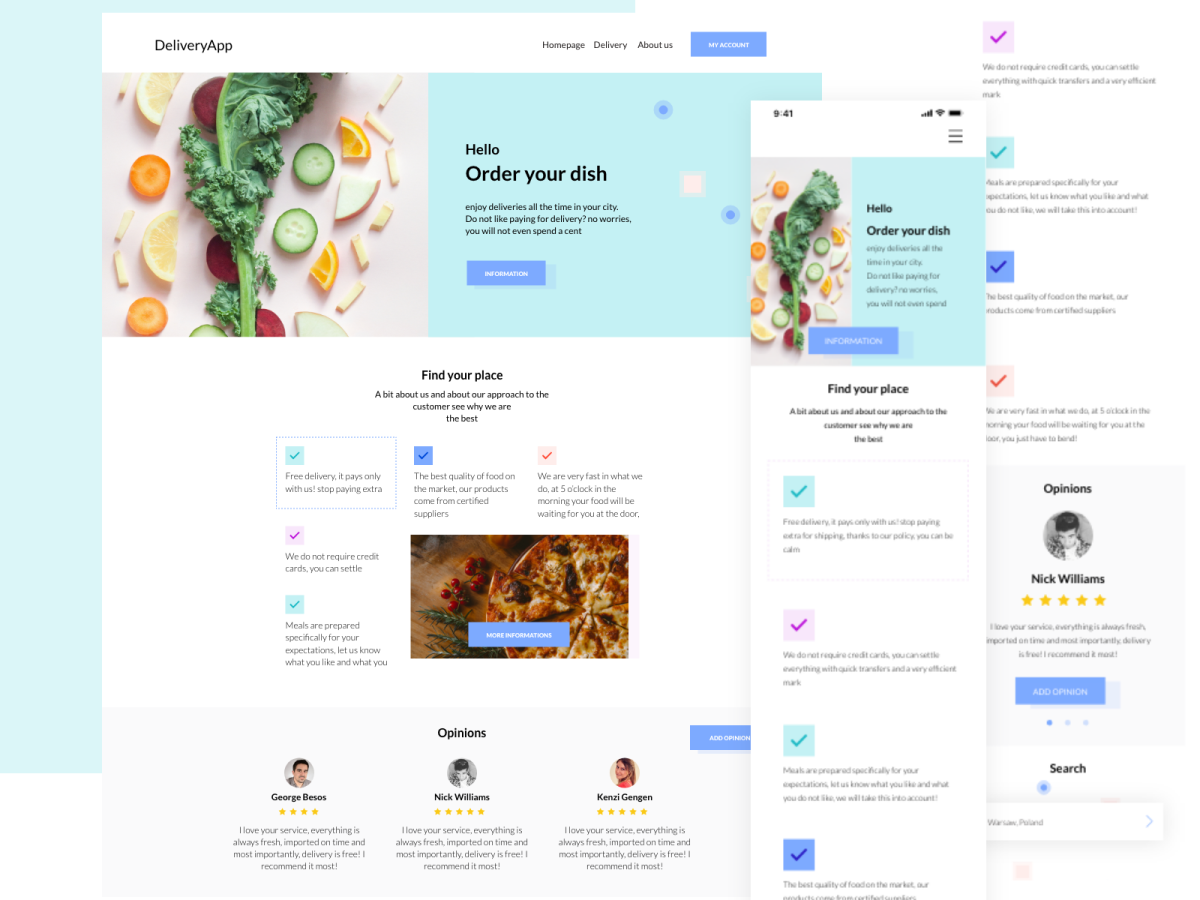 DeliveryApp
Homepage Delivery About us MY ACCOUNT
Hello
Order your dish
enjoy deliveries all the time in your city.
Do not like paying for delivery? no worries,
you will not even spend a cent
INFORMATION
Find your place
A bit about us and about our approach to the
customer see why we are
the best
Free delivery, it pays only
with us! stop paying extra
The best quality of food on
the market, our products
come from certified
suppliers
We are very fast in what we
do, at 5 o'clock in the
morning your food will be
waiting for you at the door,
We do not require credit
cards, you can settle
Meals are prepared
specifically for your
expectations, let us know
what you like and what you
MORE INFORMATIONS
Opinions
ADD OPINION
George Besos
I love your service, everything is
always fresh, imported on time and
most importantly, delivery is free! I
recommend it most!
Nick Williams
I love your service, everything is
always fresh, imported on time and
most importantly, delivery is free! I
recommend it most!
Kenzi Gengen
I love your service, everything is
always fresh, imported on time and
most importantly, delivery is free! I
recommend it most!
9:41
Hello
Order your dish
enjoy deliveries all the
time in your city.
Do not like paying for
delivery? no worries,
you will not even spend
INFORMATION
Find your place
A bit about us and about our approach to the
customer see why we are
the best
Free delivery, it pays only with us! stop paying
extra for shipping, thanks to our policy, you can be
calm
We do not require credit cards, you can settle
everything with quick transfers and a very efficient
mark
Meals are prepared specifically for your
expectations, let us know what you like and what
you do not like, we will take this into account!
The best quality of food on the market, our
products come from certified suppliers
We do not require credit cards, you can settle
everything with quick transfers and a very efficient
mark
Meals are prepared specifically for your
expectations, let us know what you like and what
you do not like, we will take this into account!
The best quality of food on the market, our
products come from certified suppliers
We are very fast in what we do, at 5 o'clock in the
morning your food will be waiting for you at the
door, you just have to bend!
Opinions
Nick Williams
I love your service, everything is always fresh,
imported on time and most importantly, delivery
is free! I recommend it most!
ADD OPINION
Search
Warsaw, Poland